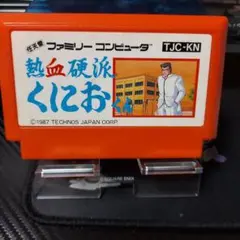 任天堂 ファミリー コンピュータ TJC-KN
熱血硬派
くにおくん
©1987 TECHNOS JAPAN CORP.